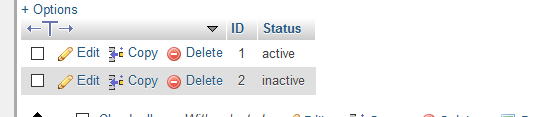 + Options
ID Status
Edit Copy Delete 1 active
Edit Copy Delete 2 inactive